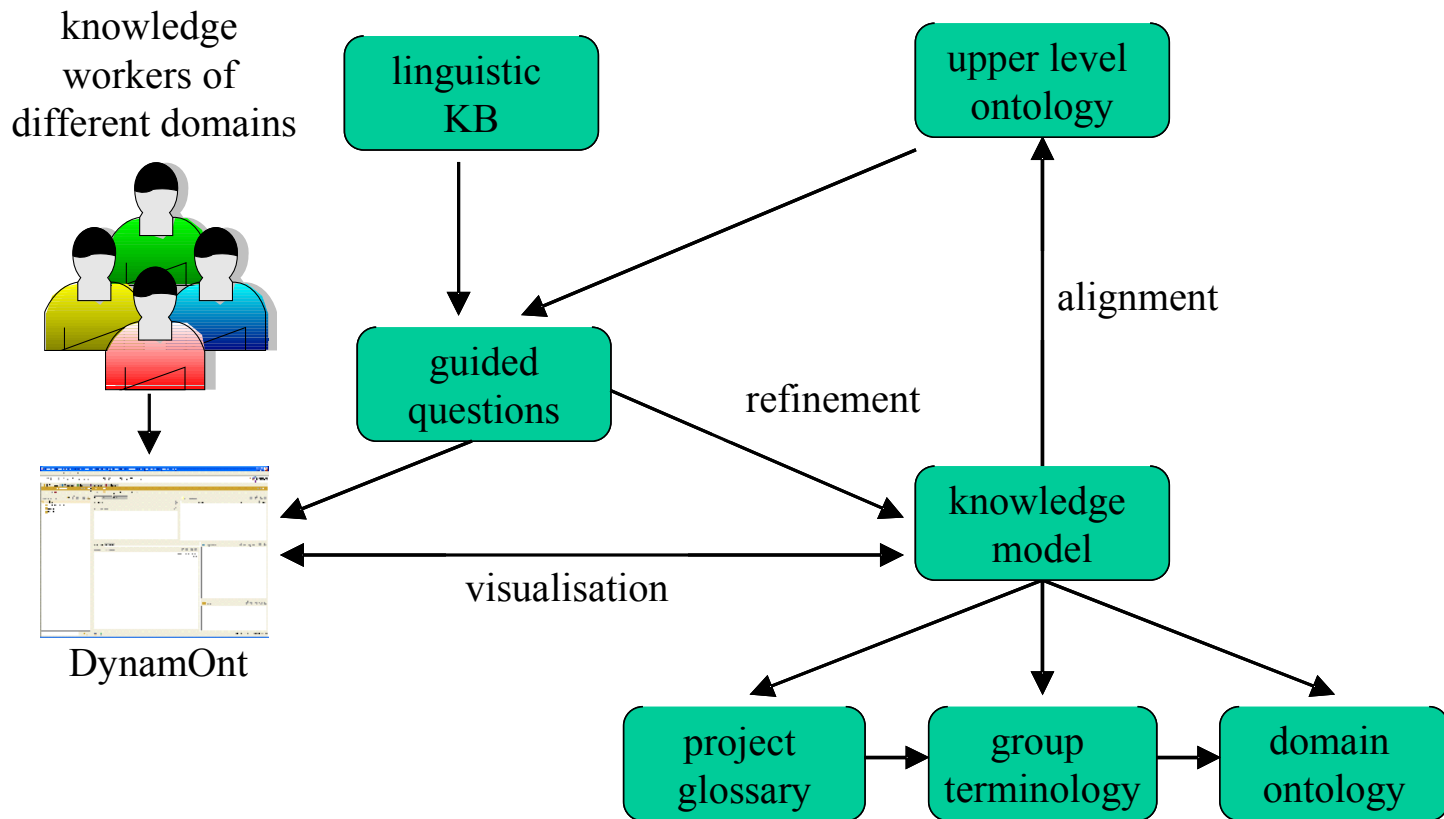 knowledge
workers of
different domains
linguistic
KB
upper level
ontology
alignment
guided
questions
refinement
knowledge
model
visualisation
DynamOnt
project
glossary
group
terminology
domain
ontology